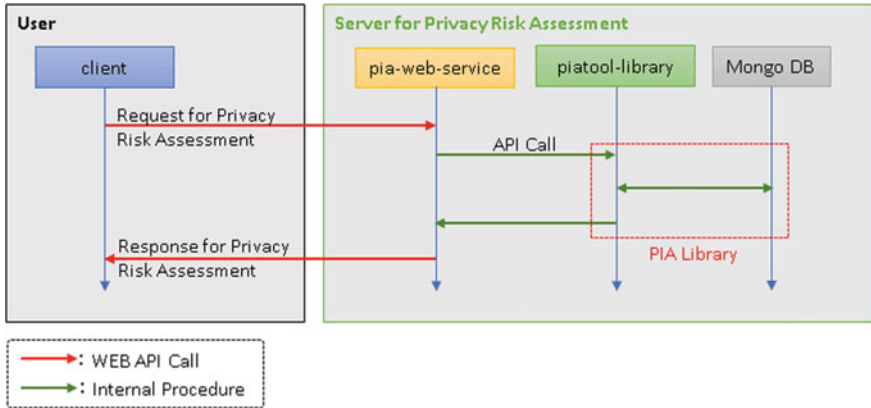 User
Server for Privacy Risk Assessment
client
pia-web-service
piatool-library
Mongo DB
Request for Privacy
Risk Assessment
API Call
Response for Privacy
Risk Assessment
PIA Library
: WEB API Call
: Internal Procedure